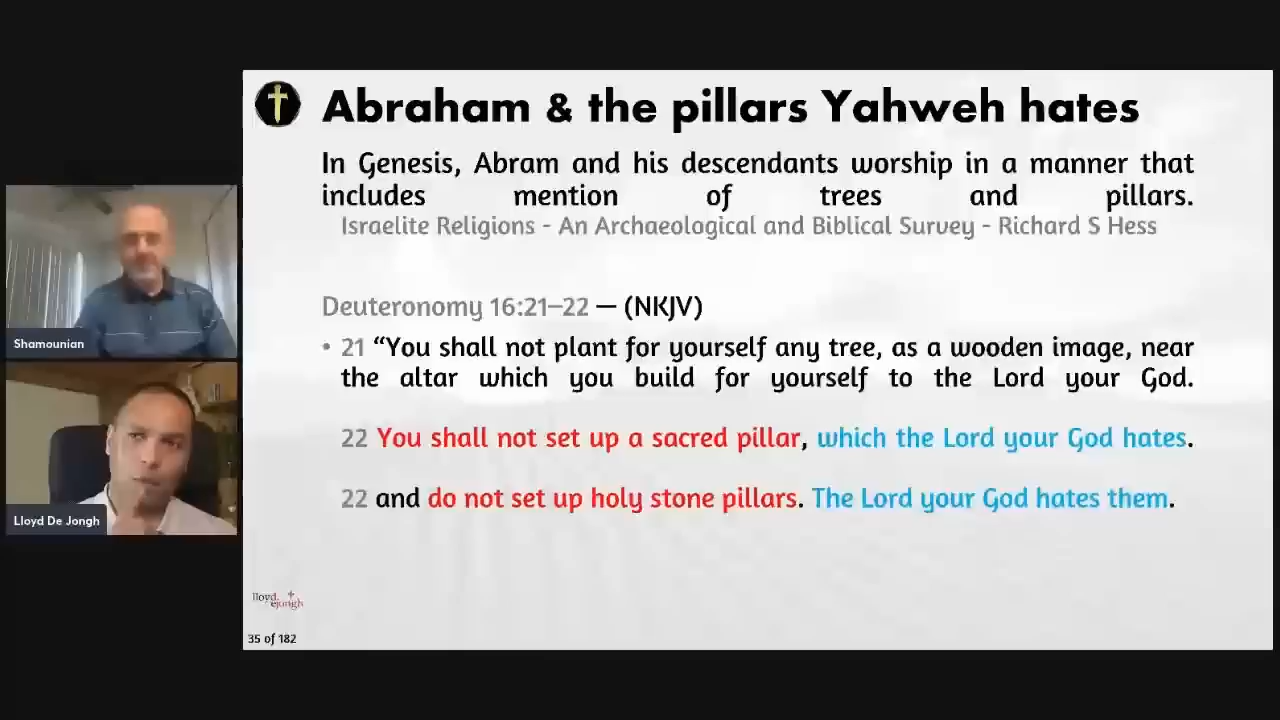 Abraham & the pillars Yahweh hates
In Genesis, Abram and his descendants worship in a manner that
includes mention of trees and pillars.
Israelite Religions - An Archaeological and Biblical Survey - Richard S Hess
Deuteronomy 16:21–22 — (NKJV)
• 21 “You shall not plant for yourself any tree, as a wooden image, near
the altar which you build for yourself to the Lord your God.
22 You shall not set up a sacred pillar, which the Lord your God hates.
22 and do not set up holy stone pillars. The Lord your God hates them.
Shamounian
Lloyd De Jongh
lloyd
dejongh
35 of 182